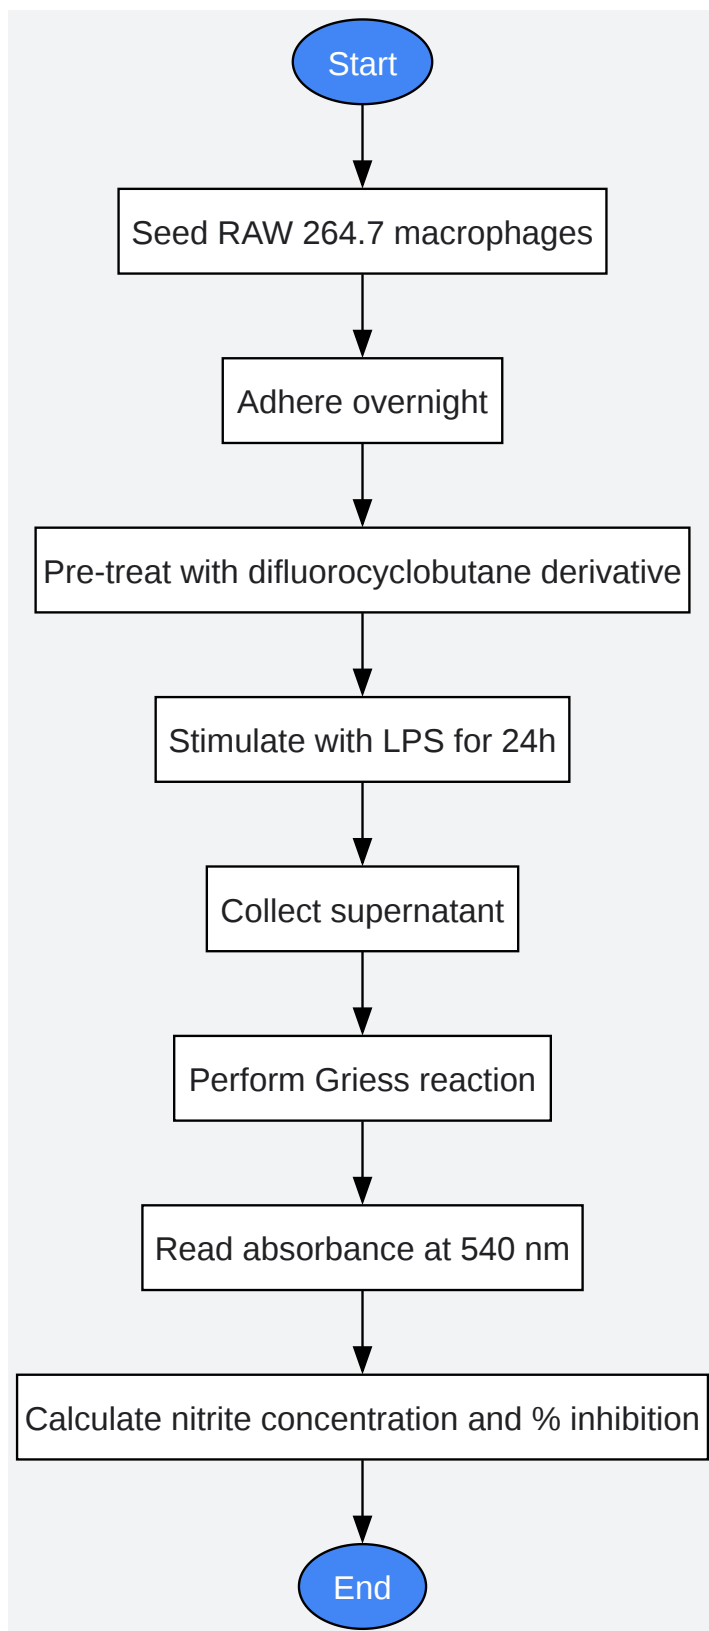 Start
Seed RAW 264.7 macrophages
Adhere overnight
Pre-treat with difluorocyclobutane derivative
Stimulate with LPS for 24h
Collect supernatant
Perform Griess reaction
Read absorbance at 540 nm
Calculate nitrite concentration and % inhibition
End